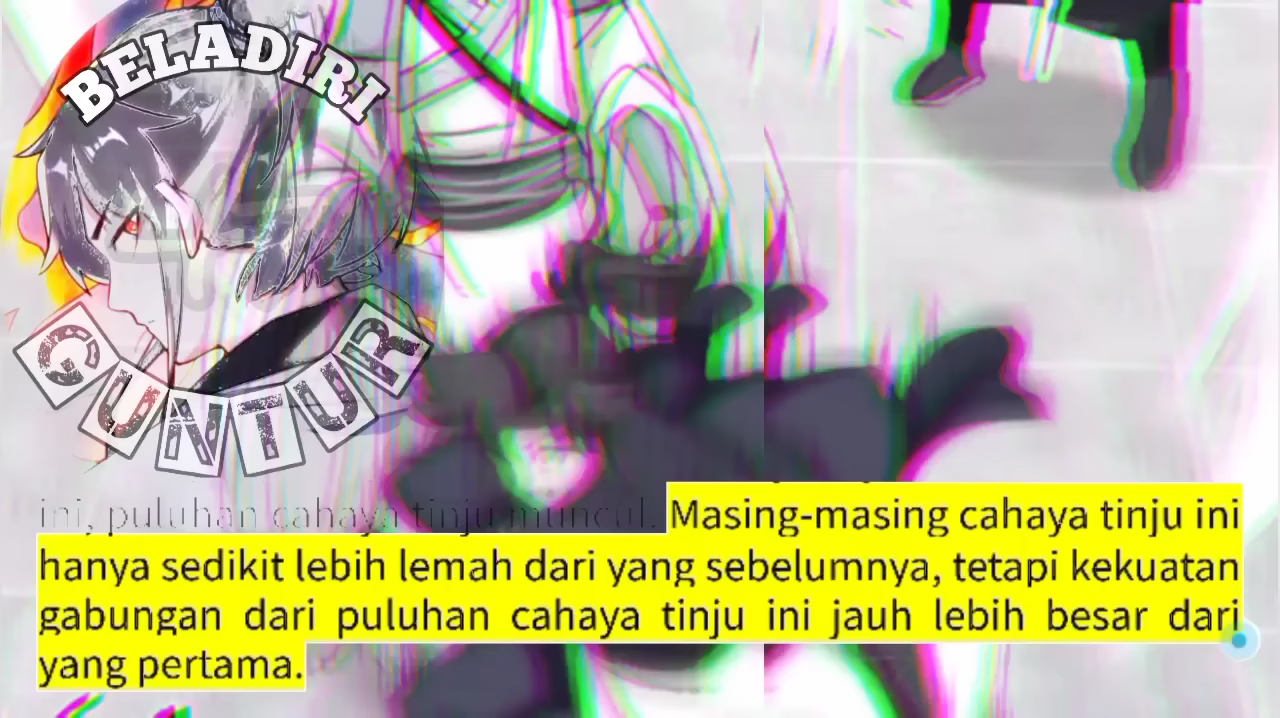 BELADIRI
GUNTUR
ini, puluhan cahaya tinju muncul. Masing-masing cahaya tinju ini
hanya sedikit lebih lemah dari yang sebelumnya, tetapi kekuatan
gabungan dari puluhan cahaya tinju ini jauh lebih besar dari
yang pertama.